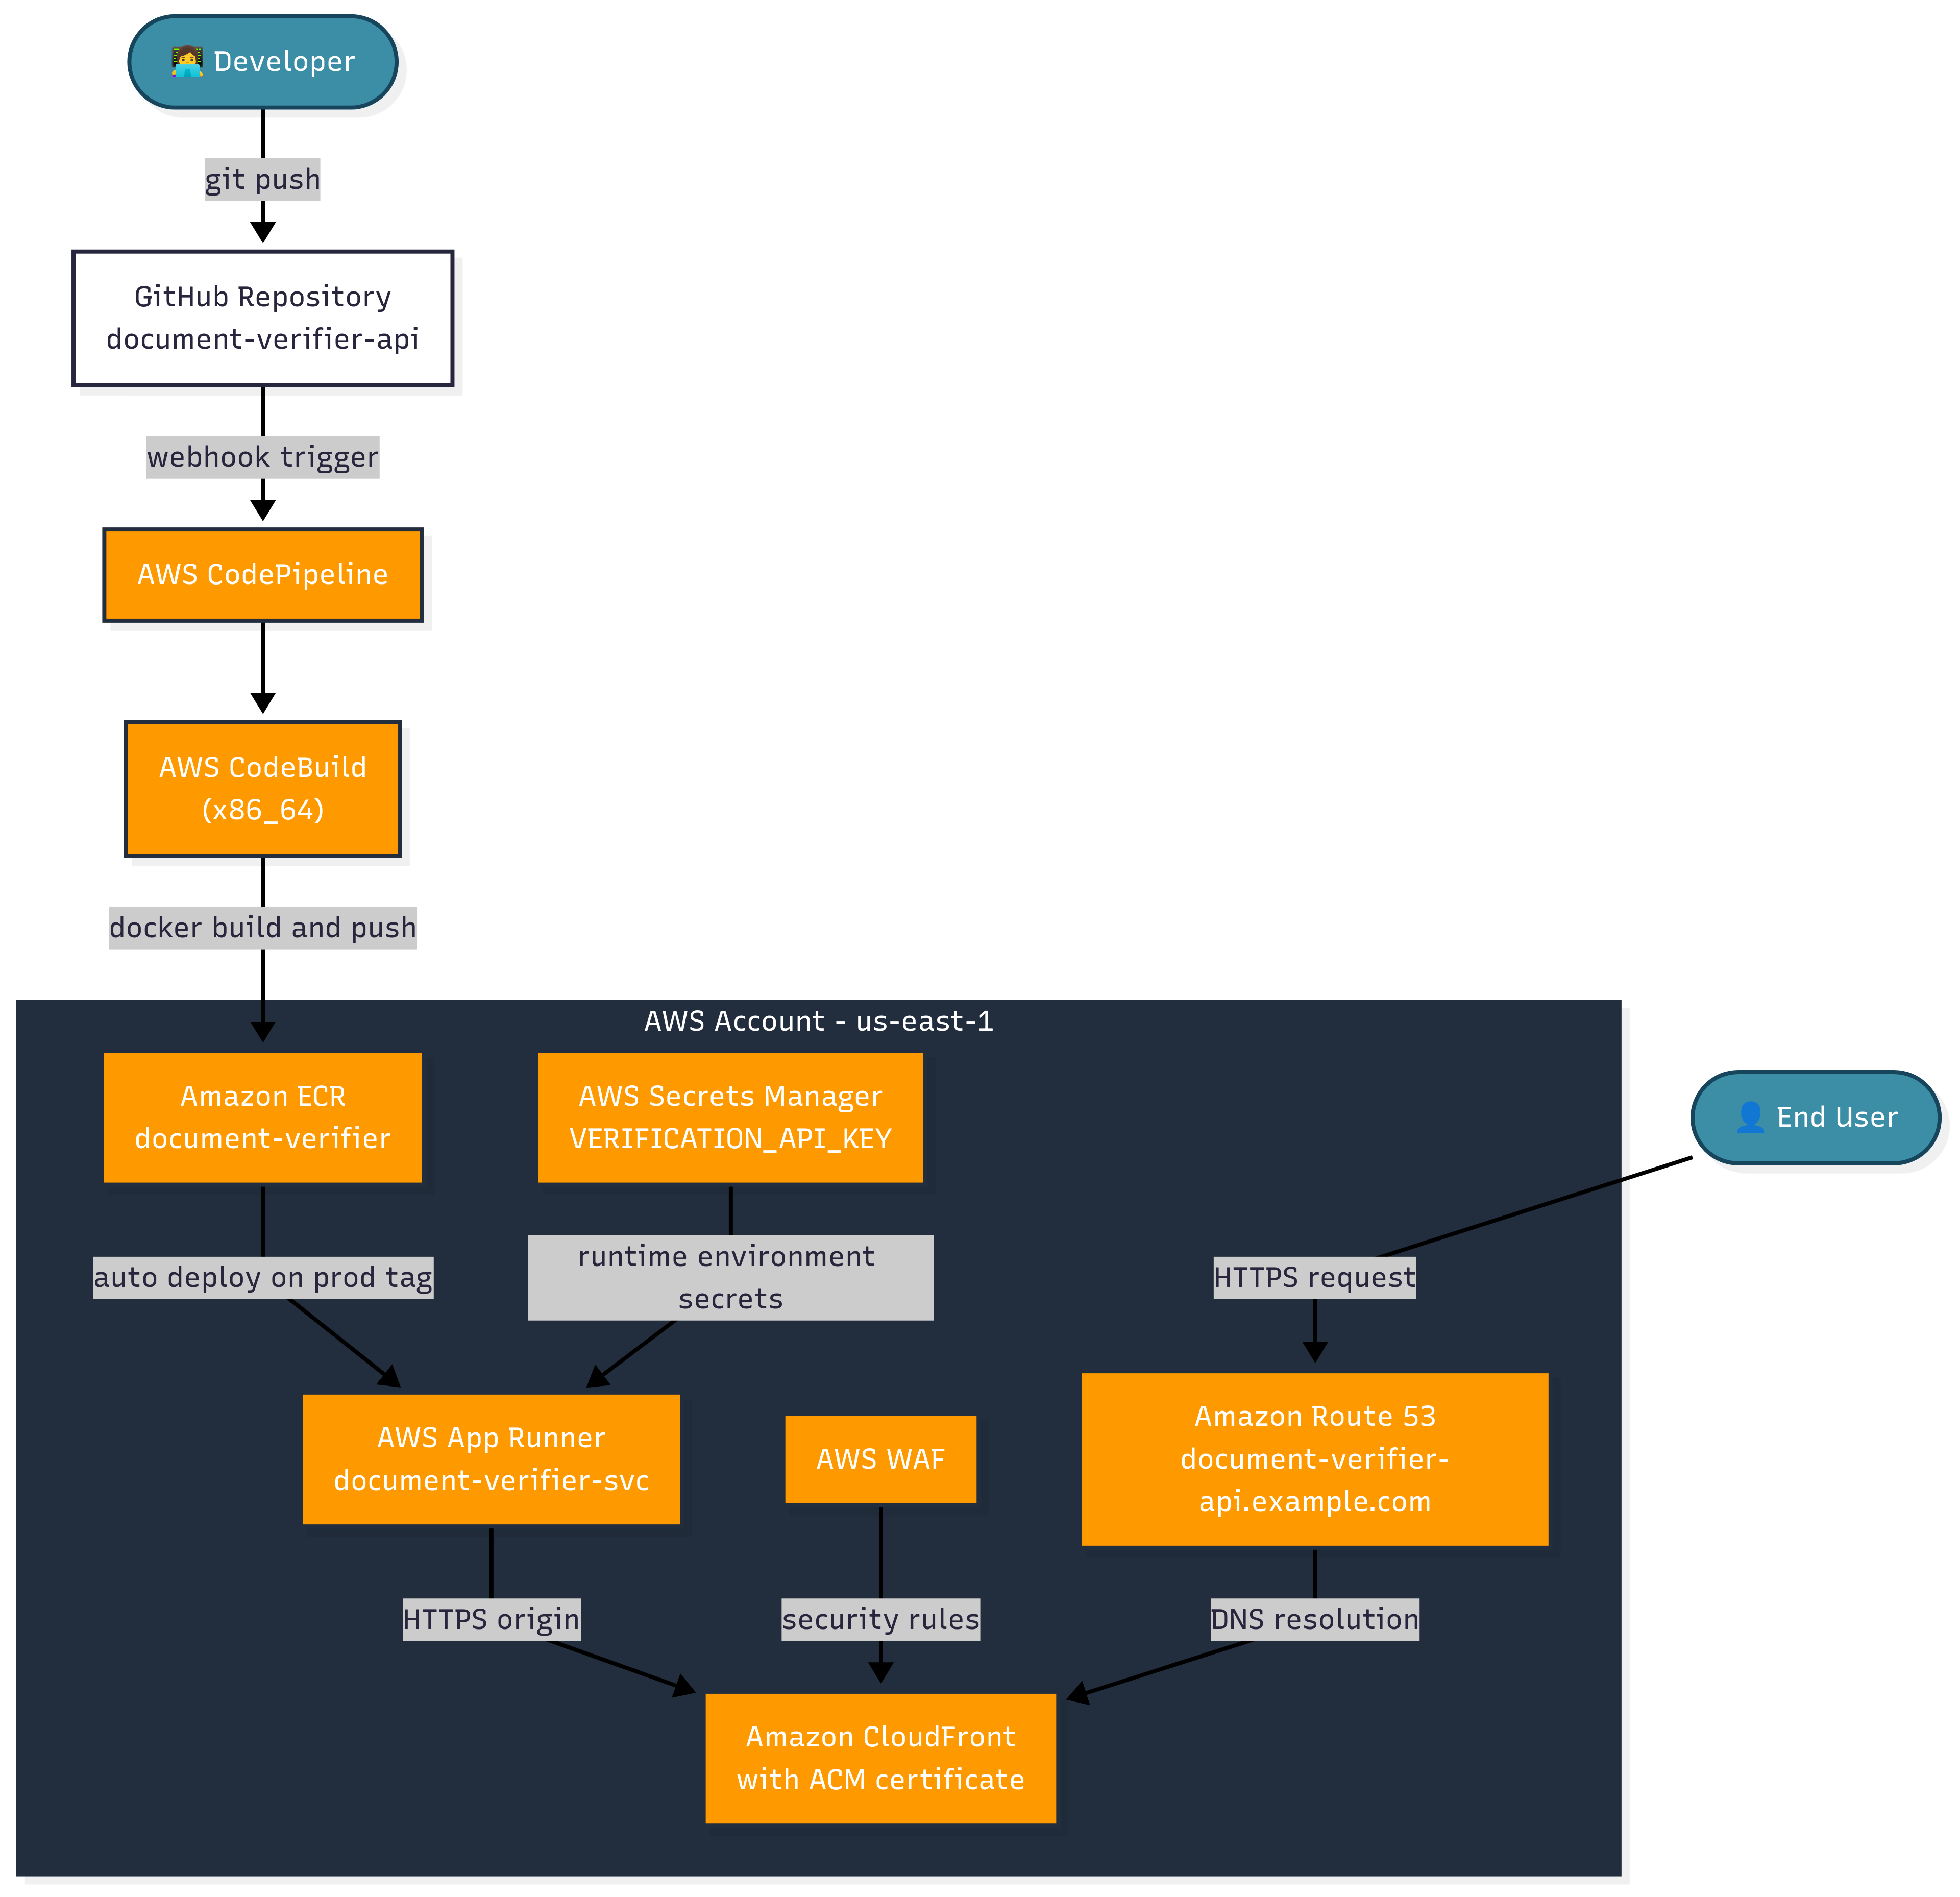 Developer
git push
GitHub Repository
document-verifier-api
webhook trigger
AWS CodePipeline
AWS CodeBuild
(x86_64)
docker build and push
AWS Account - us-east-1
Amazon ECR
document-verifier
AWS Secrets Manager
VERIFICATION_API_KEY
End User
auto deploy on prod tag
runtime environment
secrets
HTTPS request
AWS App Runner
document-verifier-svc
AWS WAF
Amazon Route 53
document-verifier-
api.example.com
HTTPS origin
security rules
DNS resolution
Amazon CloudFront
with ACM certificate